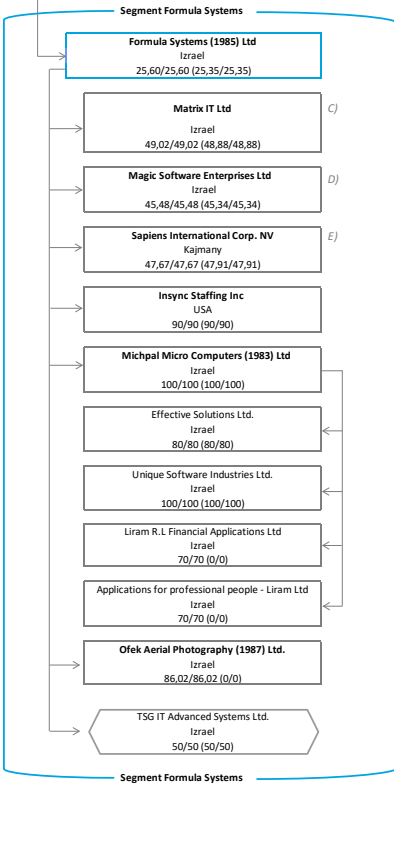 Segment Formula Systems
Formula Systems (1985) Ltd
Izrael
25,60/25,60 (25,35/25,35)
Matrix IT Ltd
C)
Izrael
49,02/49,02 (48,88/48,88)
Magic Software Enterprises Ltd
D)
Izrael
45,48/45,48 (45,34/45,34)
Sapiens International Corp. NV
E)
Kajmany
47,67/47,67 (47,91/47,91)
Insync Staffing Inc
USA
90/90 (90/90)
Michpal Micro Computers (1983) Ltd
Izrael
100/100 (100/100)
Effective Solutions Ltd.
Izrael
80/80 (80/80)
Unique Software Industries Ltd.
Izrael
100/100 (100/100)
Liram R.L Financial Applications Ltd
Izrael
70/70 (0/0)
Applications for professional people - Liram Ltd
Izrael
70/70 (0/0)
Ofek Aerial Photography (1987) Ltd.
Izrael
86,02/86,02 (0/0)
TSG IT Advanced Systems Ltd.
Izrael
50/50 (50/50)
Segment Formula Systems